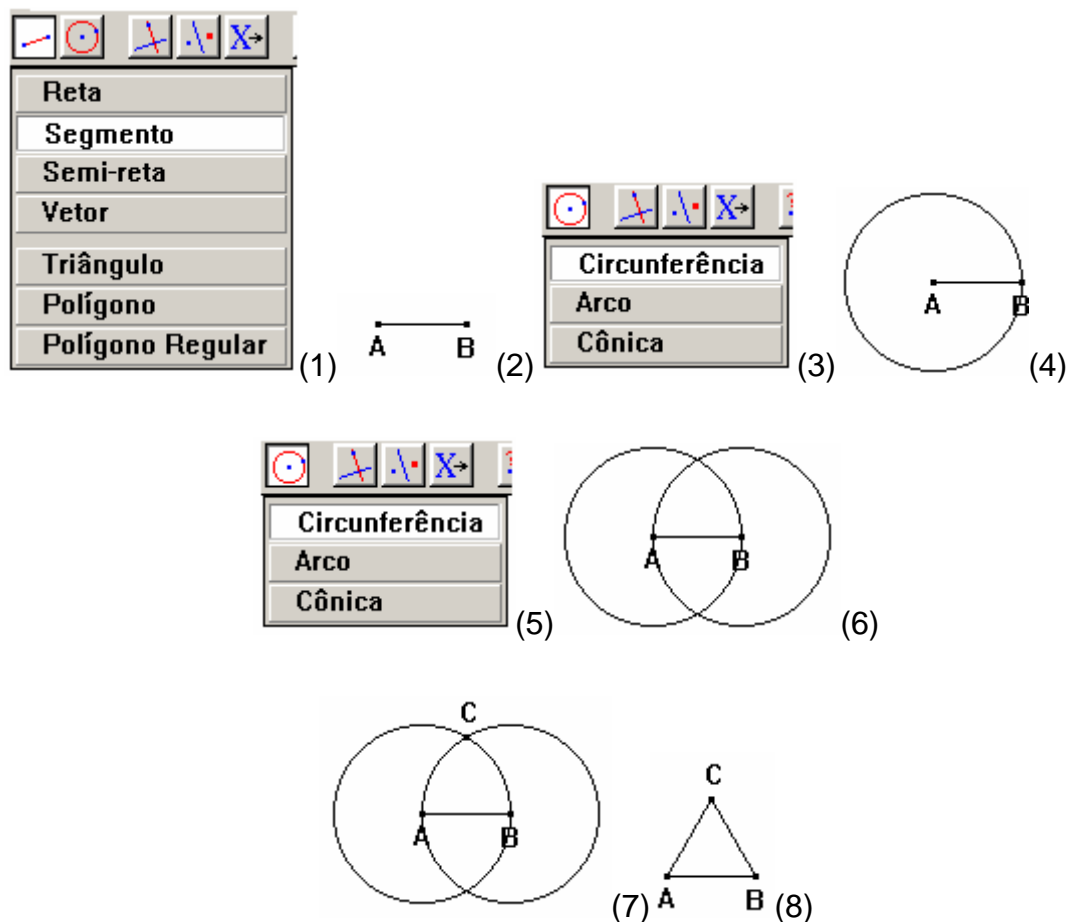 X
Reta
Segmento
Semi-reta
Vetor
Triângulo
Polígono
Polígono Regular
(1)
A B
(2)
X ?
Circunferência
Arco
Cônica
(3)
A B
(4)
X ?
Circunferência
Arco
Cônica
(5)
A B
(6)
C
A B
(7)
C
A B
(8)